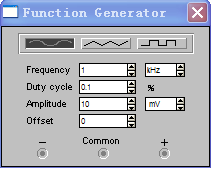 Function Generator
Frequency 1 kHz
Duty cycle 0.1 %
Amplitude 10 mV
Offset 0
− Common +